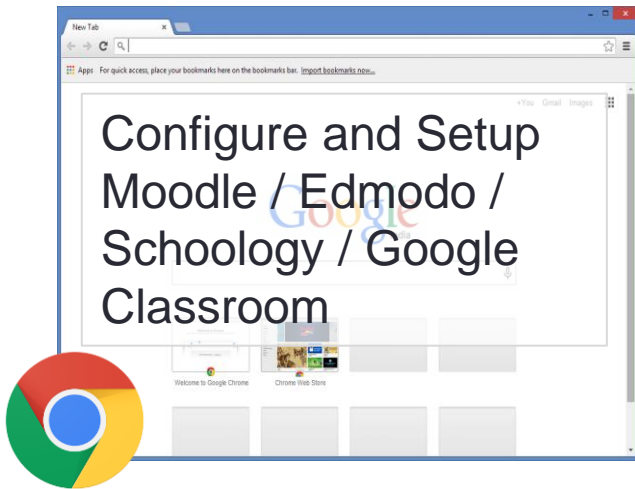 New Tab
Apps For quick access, place your bookmarks here on the bookmarks bar. Import bookmarks now...
+You Gmail Images
Configure and Setup
Moodle / Edmodo /
Schoology / Google
Classroom
Google
Welcome to Google Chrome Chrome Web Store